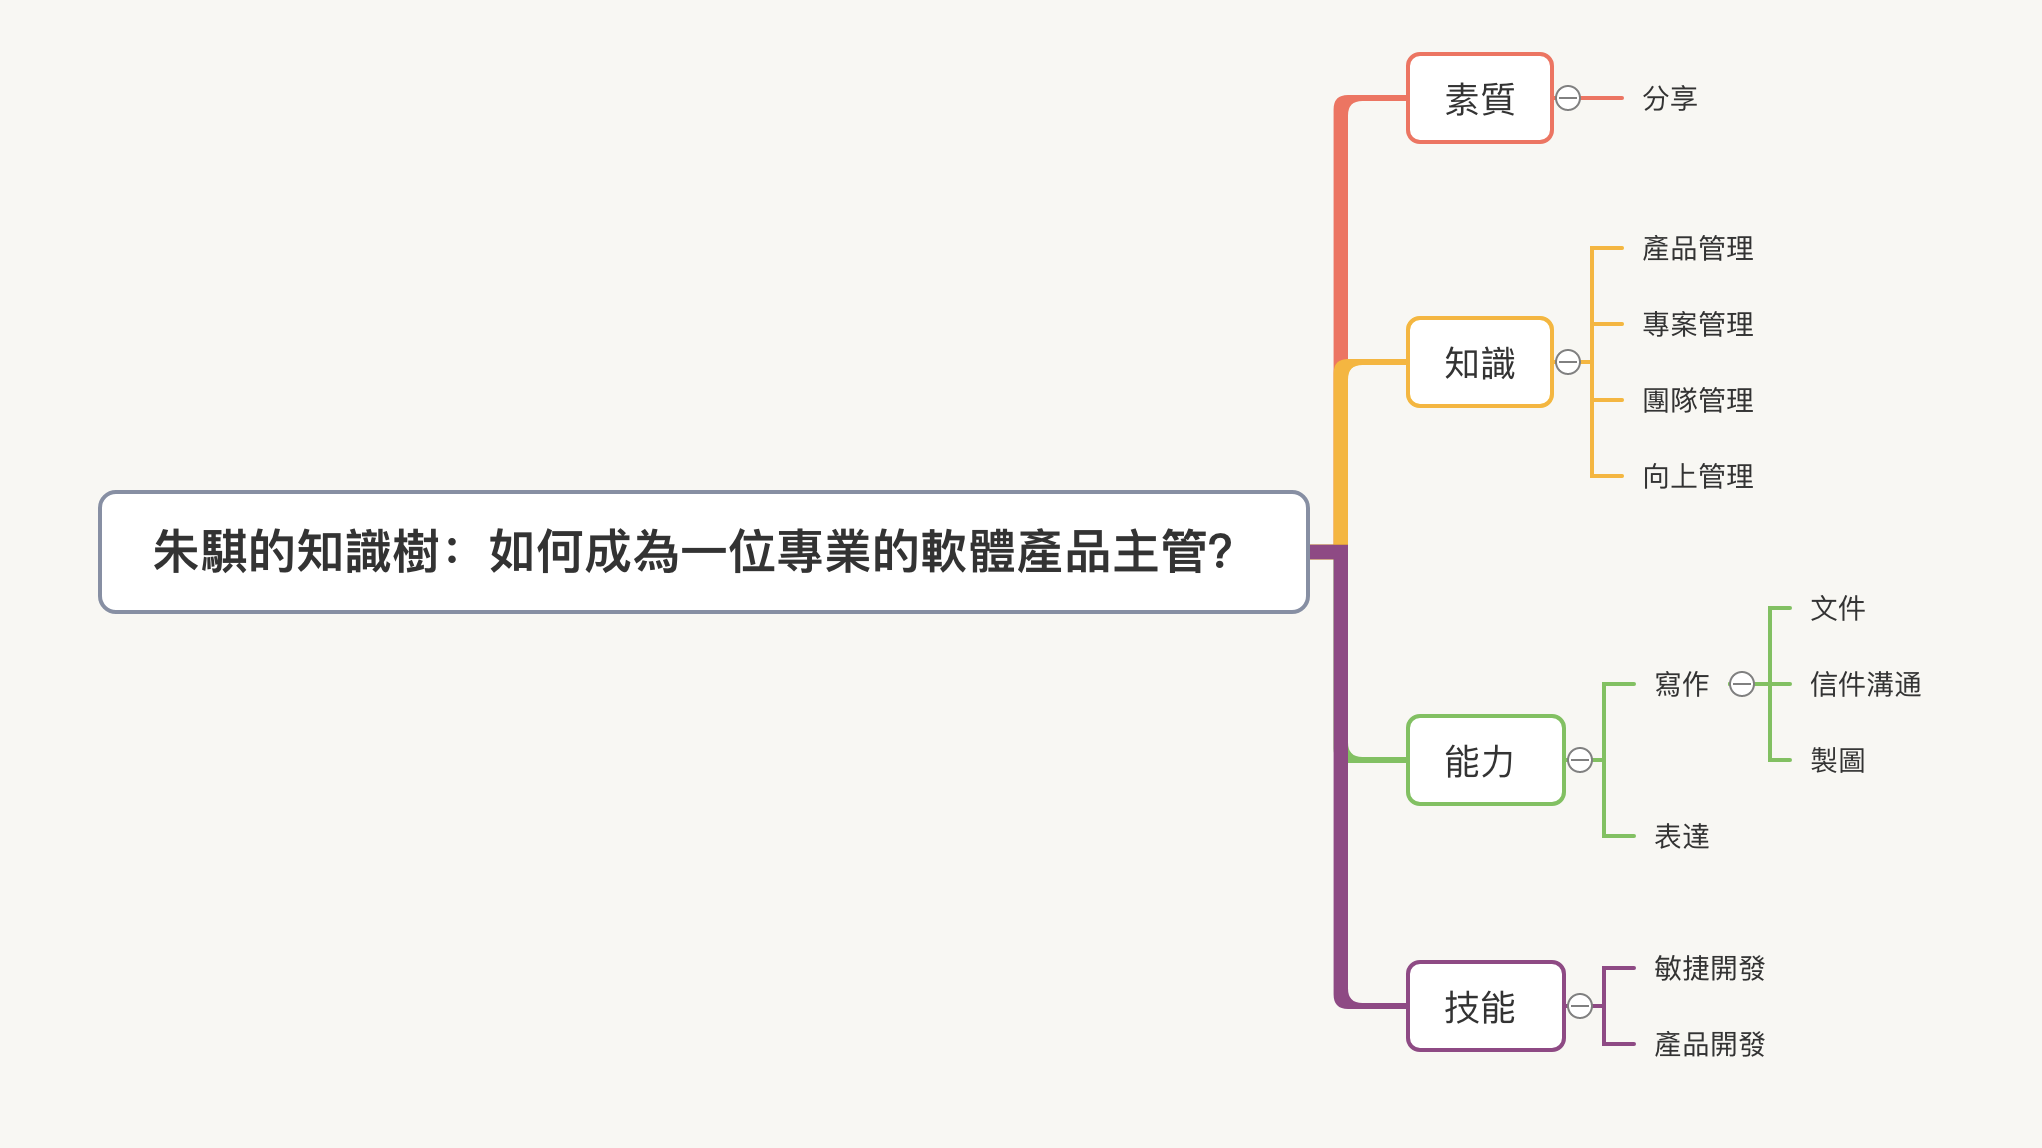 朱騏的知識樹：如何成為一位專業的軟體產品主管?
素質
分享
知識
產品管理
專案管理
團隊管理
向上管理
能力
寫作
文件
信件溝通
製圖
表達
技能
敏捷開發
產品開發